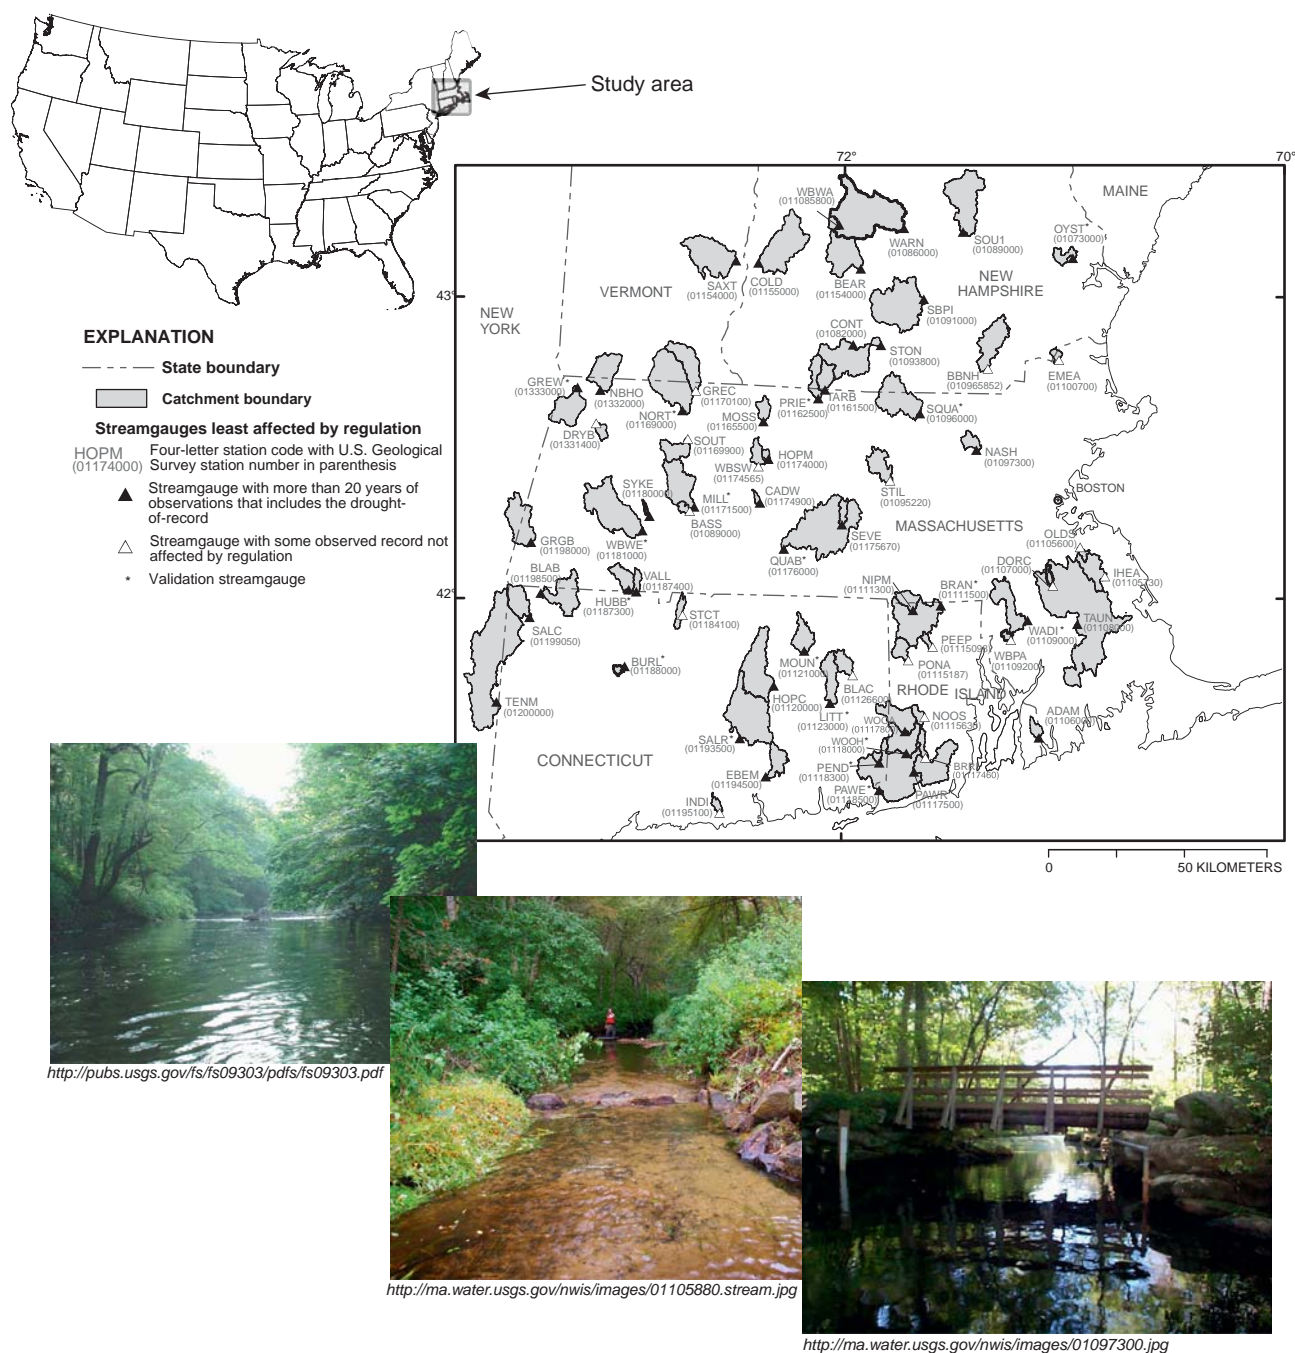 Study area
72°
70°
MAINE
WBWA
(011085800)
WARN
(01086000)
SOU1
(01089000)
OYST*
(01073000)
SAXT
(01154000)
COLD
(01155000)
BEAR
(01154000)
NEW
HAMPSHIRE
VERMONT
43°
NEW
YORK
SBPI
(01091000)
CONT
(01082000)
STON
(01093800)
BBNH
(010965852)
EMEA
(01100700)
EXPLANATION
State boundary
Catchment boundary
Streamgauges least affected by regulation
HOPM
(01174000)
Four-letter station code with U.S. Geological
Survey station number in parenthesis
Streamgauge with more than 20 years of
observations that includes the drought-
of-record
Streamgauge with some observed record not
affected by regulation
* Validation streamgauge
GREW*
(01333000)
NBHO
(01332000)
GREC
(01170100)
NORT*
(01169000)
MOSS
(01165500)
PRIE*
(01162500)
TARB
(01161500)
SQUA*
(01096000)
DRYB
(01331400)
SOUT
(01169900)
WBSW
(01174565)
HOPM
(01174000)
NASH
(01097300)
STIL
(01095220)
SYKE
(01180000)
MILL*
(01171500)
CADW
(01174900)
BASS
(01089000)
BOSTON
MASSACHUSETTS
GRGB
(01198000)
WBWE*
(01181000)
SEVE
(01175670)
QUAB*
(01176000)
OLDS
(01105600)
DORC
(01107000)
IHEA
(01105730)
BLAB
(01198500)
VALL
(01187400)
NIPM
(01111300)
BRAN*
(01111500)
42°
HUBB*
(01187300)
STCT
(01184100)
TAUN
(01108000)
WADI*
(01109000)
SALC
(01199050)
PEEP
(01115098)
WBPA
(01109200)
BURL*
(01188000)
MOUN*
(01121000)
PONA
(01115187)
HOPC
(01120000)
BLAC
(01126600)
RHODE ISLAND
TENM
(01200000)
LITT*
(01123000)
NOOS
(01115630)
ADAM
(01106000)
SALR*
(01193500)
WOOH*
(01118000)
CONNECTICUT
EBEM
(01194500)
PEND*
(01118300)
(01117460)
PAWE*
(01118500)
PAWR
(01117500)
INDI
(01195100)
0 50 KILOMETERS
http://pubs.usgs.gov/fs/fs09303/pdfs/fs09303.pdf
http://ma.water.usgs.gov/nwis/images/01105880.stream.jpg
http://ma.water.usgs.gov/nwis/images/01097300.jpg